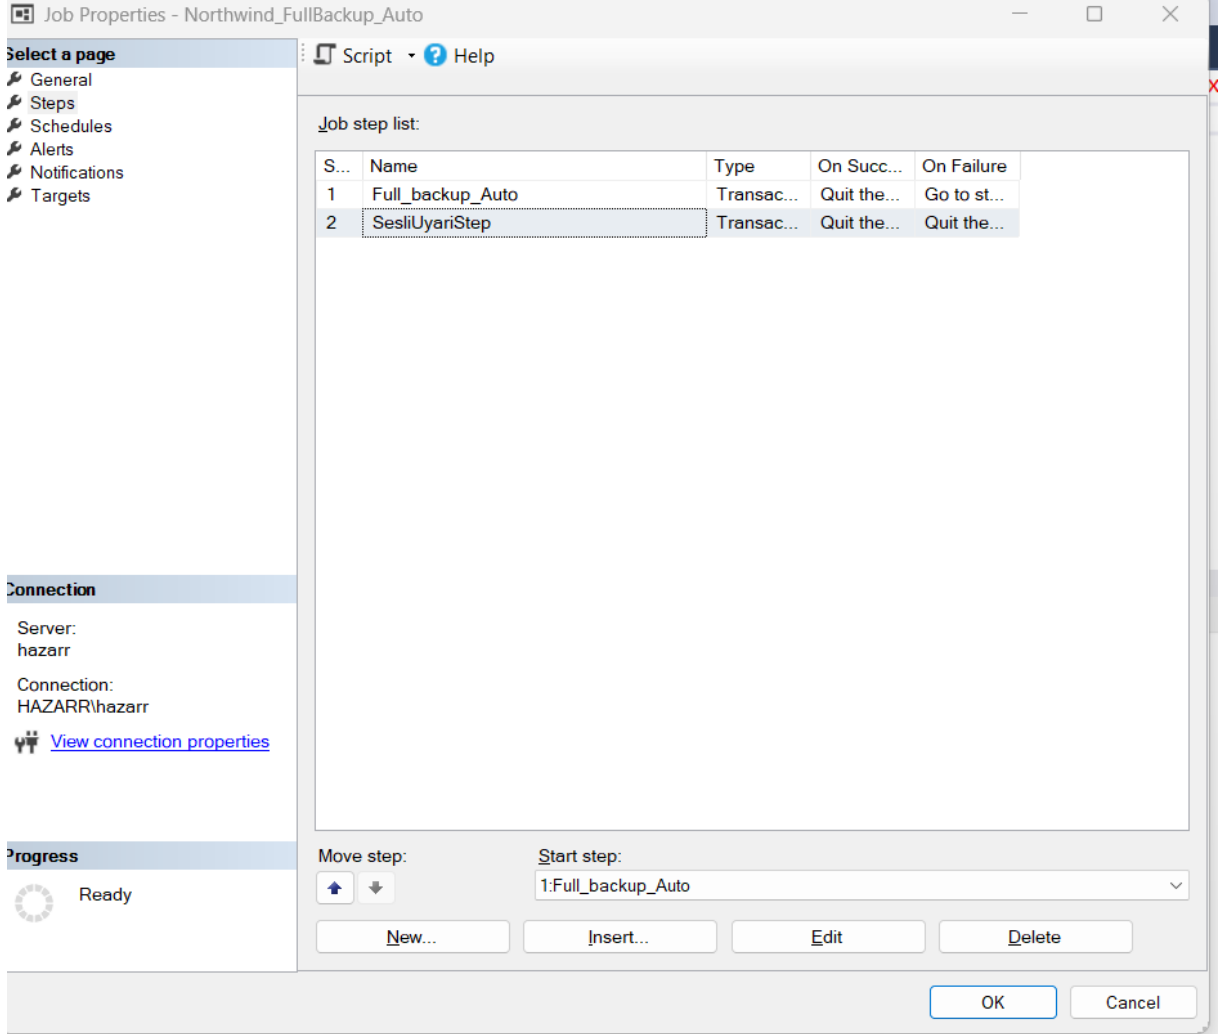 Job Properties - Northwind_FullBackup_Auto
Select a page
General
Steps
Schedules
Alerts
Notifications
Targets
Script
Help
Job step list:
S... Name Type On Succ... On Failure
1 Full_backup_Auto Transac... Quit the... Go to st...
2 SesliUyariStep Transac... Quit the... Quit the...
Connection
Server:
hazarr
Connection:
HAZARR\hazarr
View connection properties
Progress
Ready
Move step:
Start step:
1:Full_backup_Auto
New...
Insert...
Edit
Delete
OK
Cancel